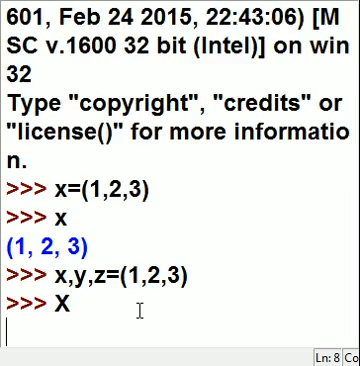 601, Feb 24 2015, 22:43:06) [M
SC v.1600 32 bit (Intel)] on win
32
Type "copyright", "credits" or
"license()" for more informatio
n.
>>> x=(1,2,3)
>>> x
(1, 2, 3)
>>> x,y,z=(1,2,3)
>>> X
Ln: 8 Co